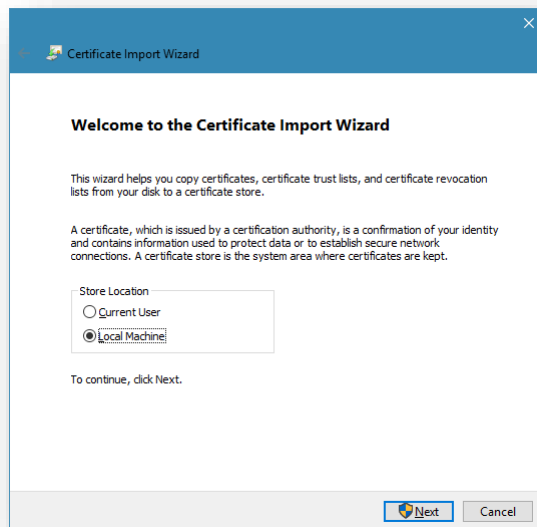 Certificate Import Wizard
Welcome to the Certificate Import Wizard
This wizard helps you copy certificates, certificate trust lists, and certificate revocation
lists from your disk to a certificate store.
A certificate, which is issued by a certification authority, is a confirmation of your identity
and contains information used to protect data or to establish secure network
connections. A certificate store is the system area where certificates are kept.
Store Location
Current User
Local Machine
To continue, click Next.
Next Cancel